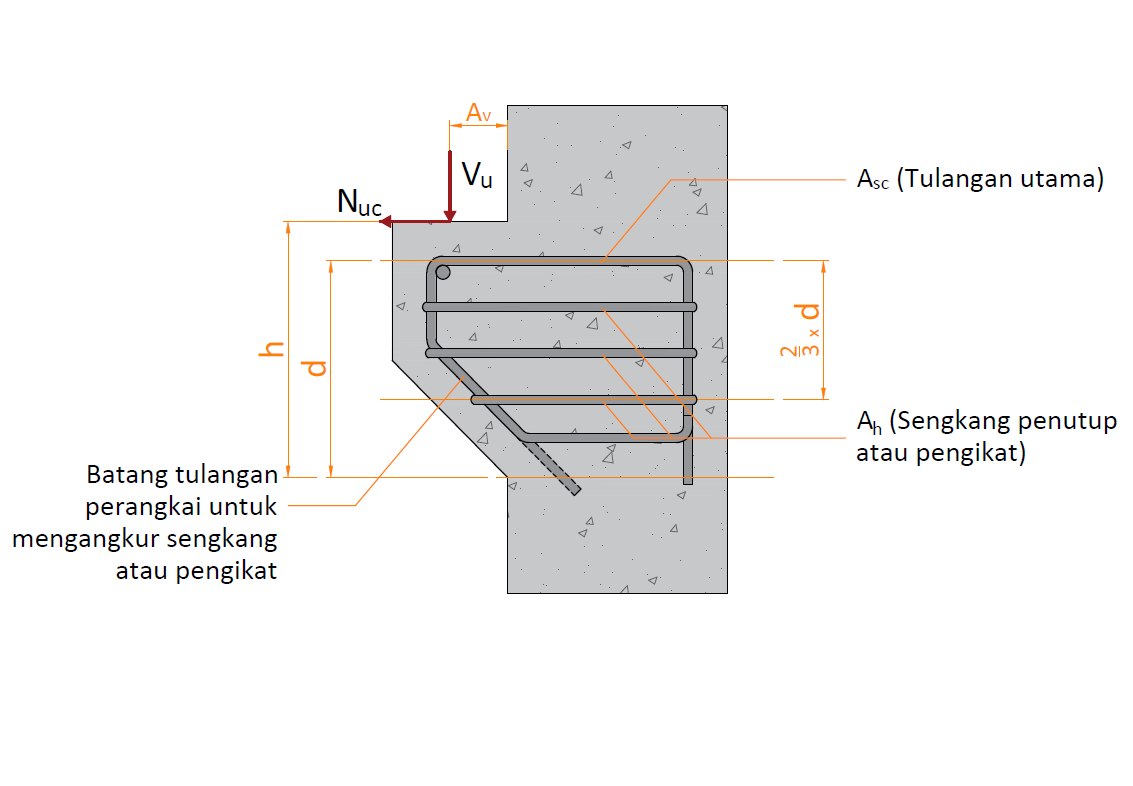 Av
Vu
Nuc
Asc (Tulangan utama)
h
d
2/3 x d
Ah (Sengkang penutup
atau pengikat)
Batang tulangan
perangkai untuk
mengangkur sengkang
atau pengikat